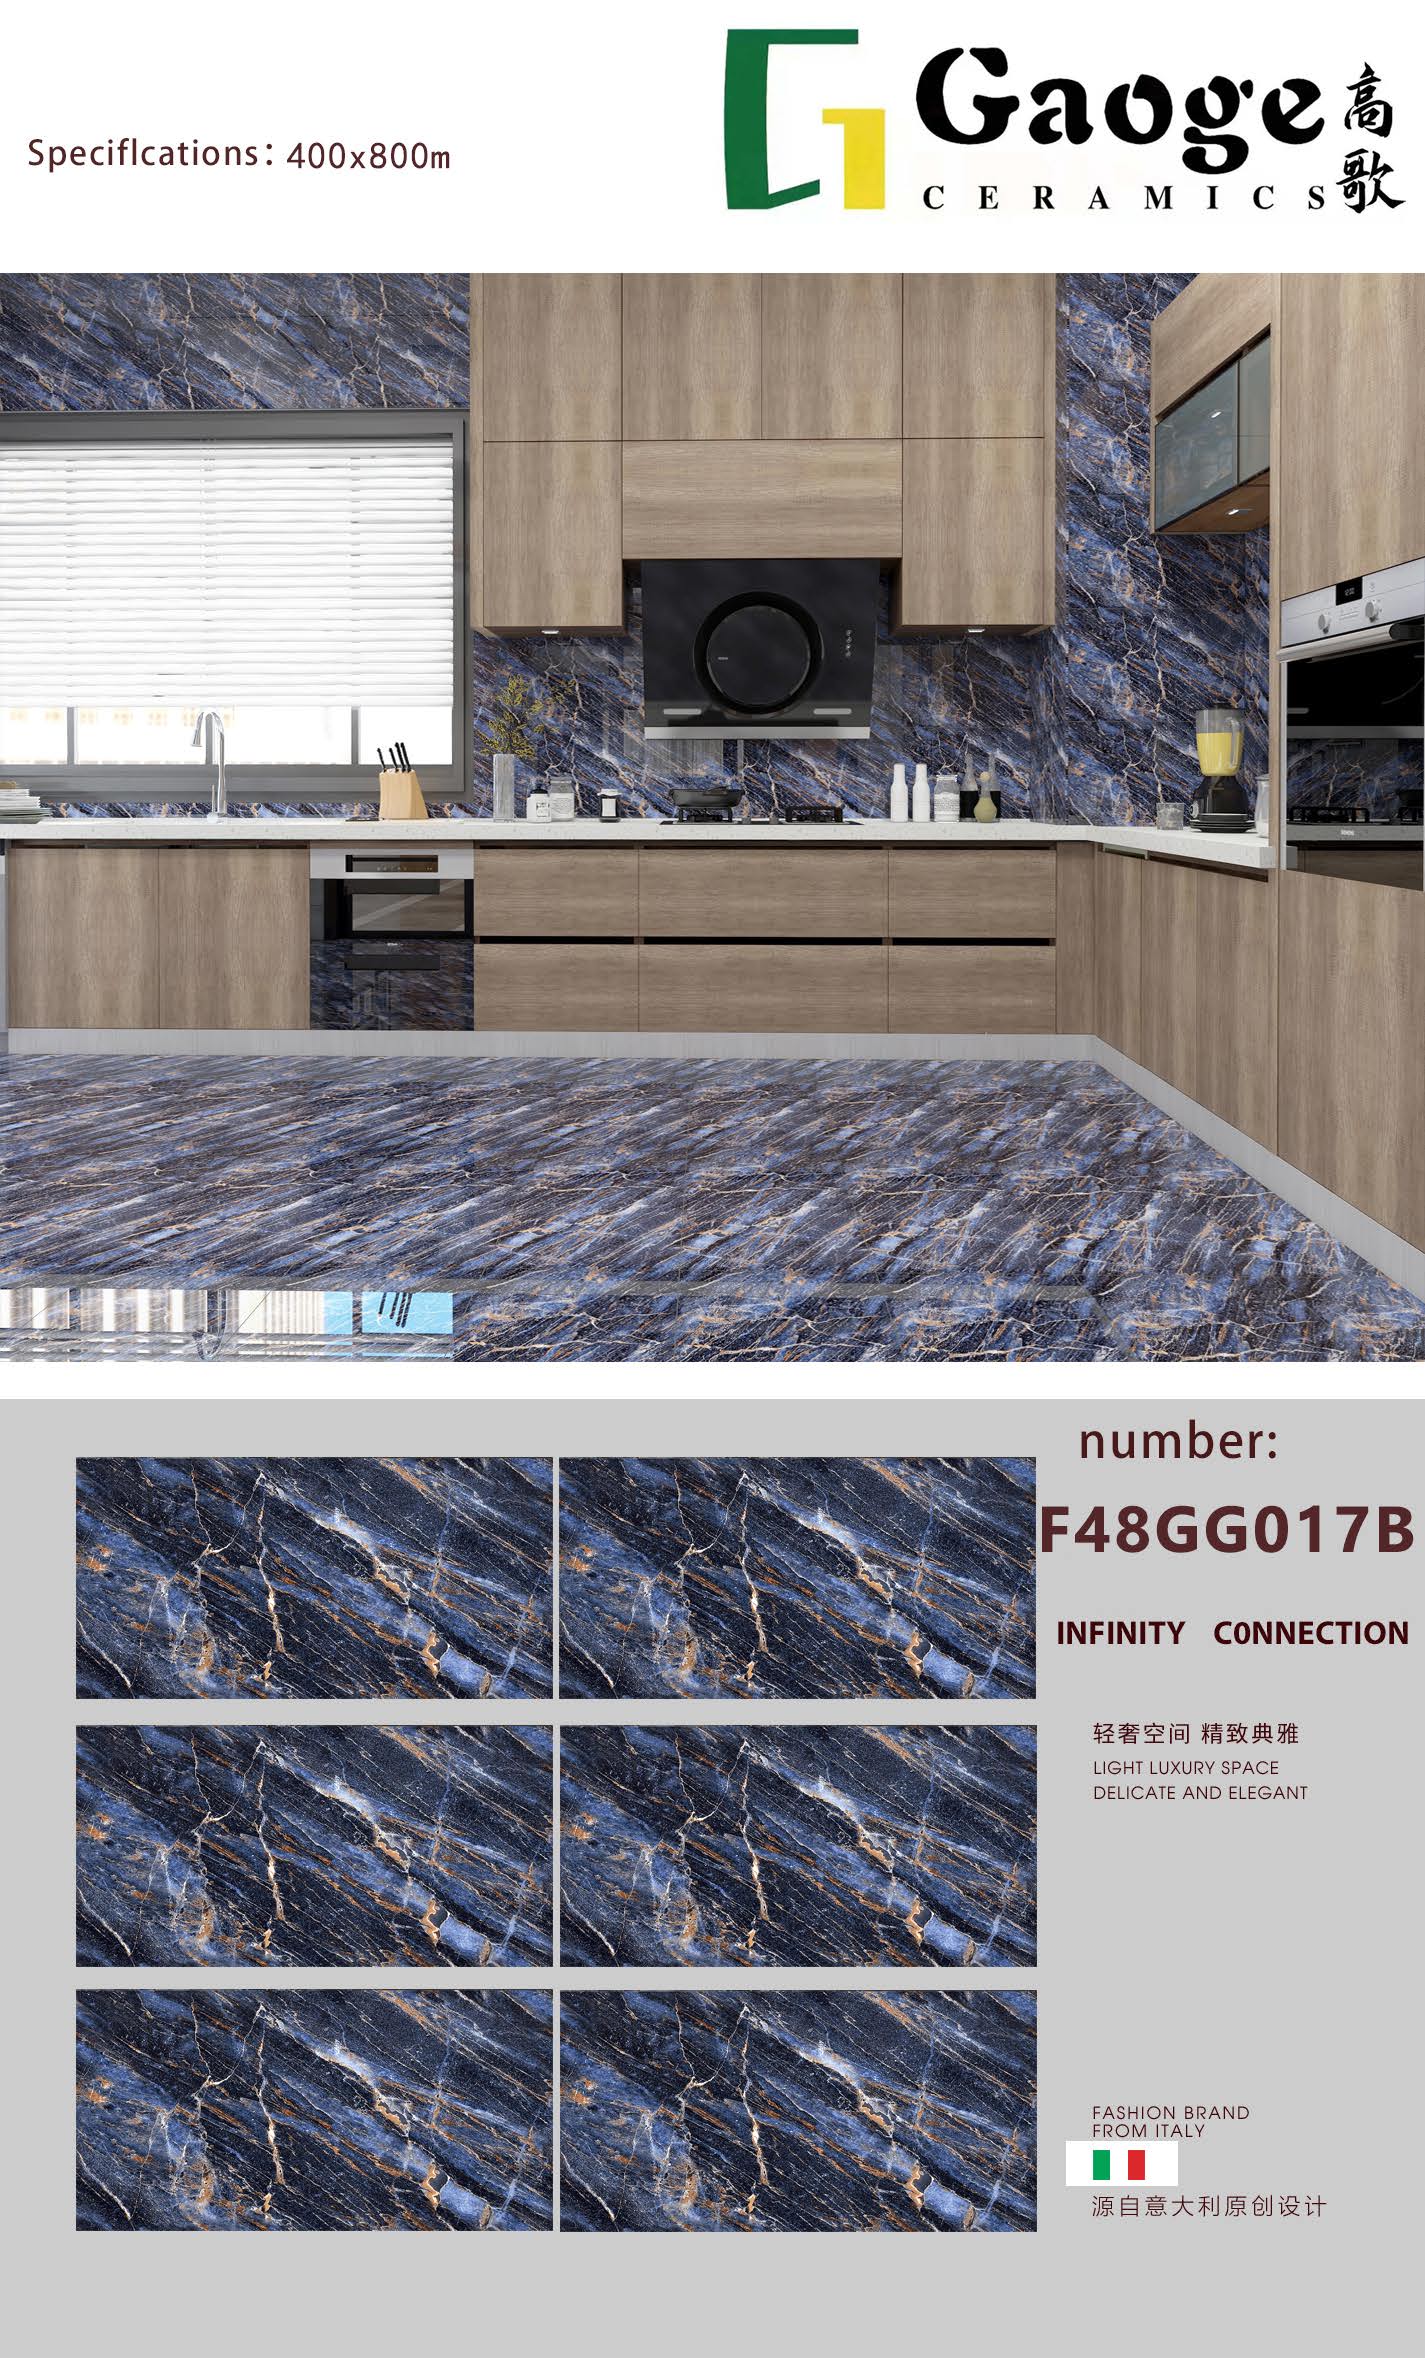 Speciflcations: 400x800m
Gaoge
CERAMICS
高歌
number:
F48GG017B
INFINITY C0NNECTION
轻奢空间 精致典雅
LIGHT LUXURY SPACE
DELICATE AND ELEGANT
FASHION BRAND
FROM ITALY
源自意大利原创设计